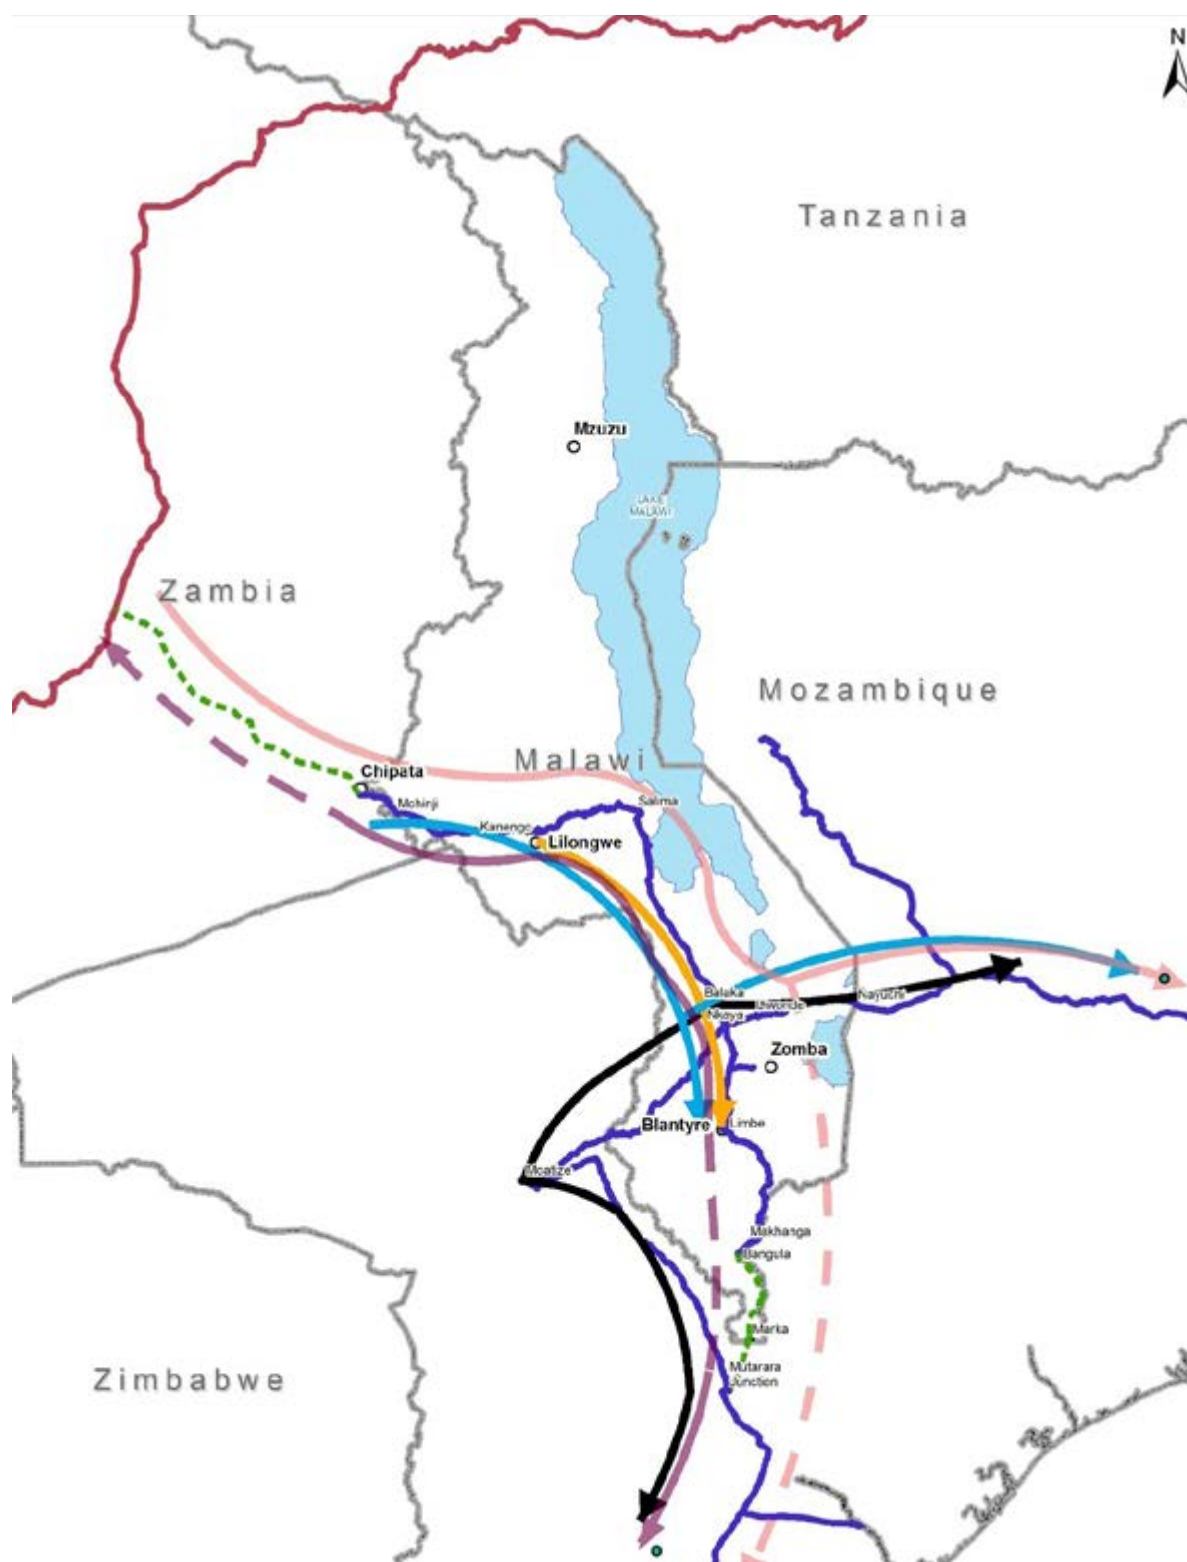 N
Tanzania
Mzuzu
LAKE
MALAWI
Zambia
Mozambique
Malawi
Chipata
Mchinji
Salima
Kanengo
Lilongwe
Balaka
Liwonde
Nayuchi
Nkaya
Zomba
Blantyre
Limbe
Moatize
Makhanga
Bangula
Marka
Mutarara
Junction
Zimbabwe